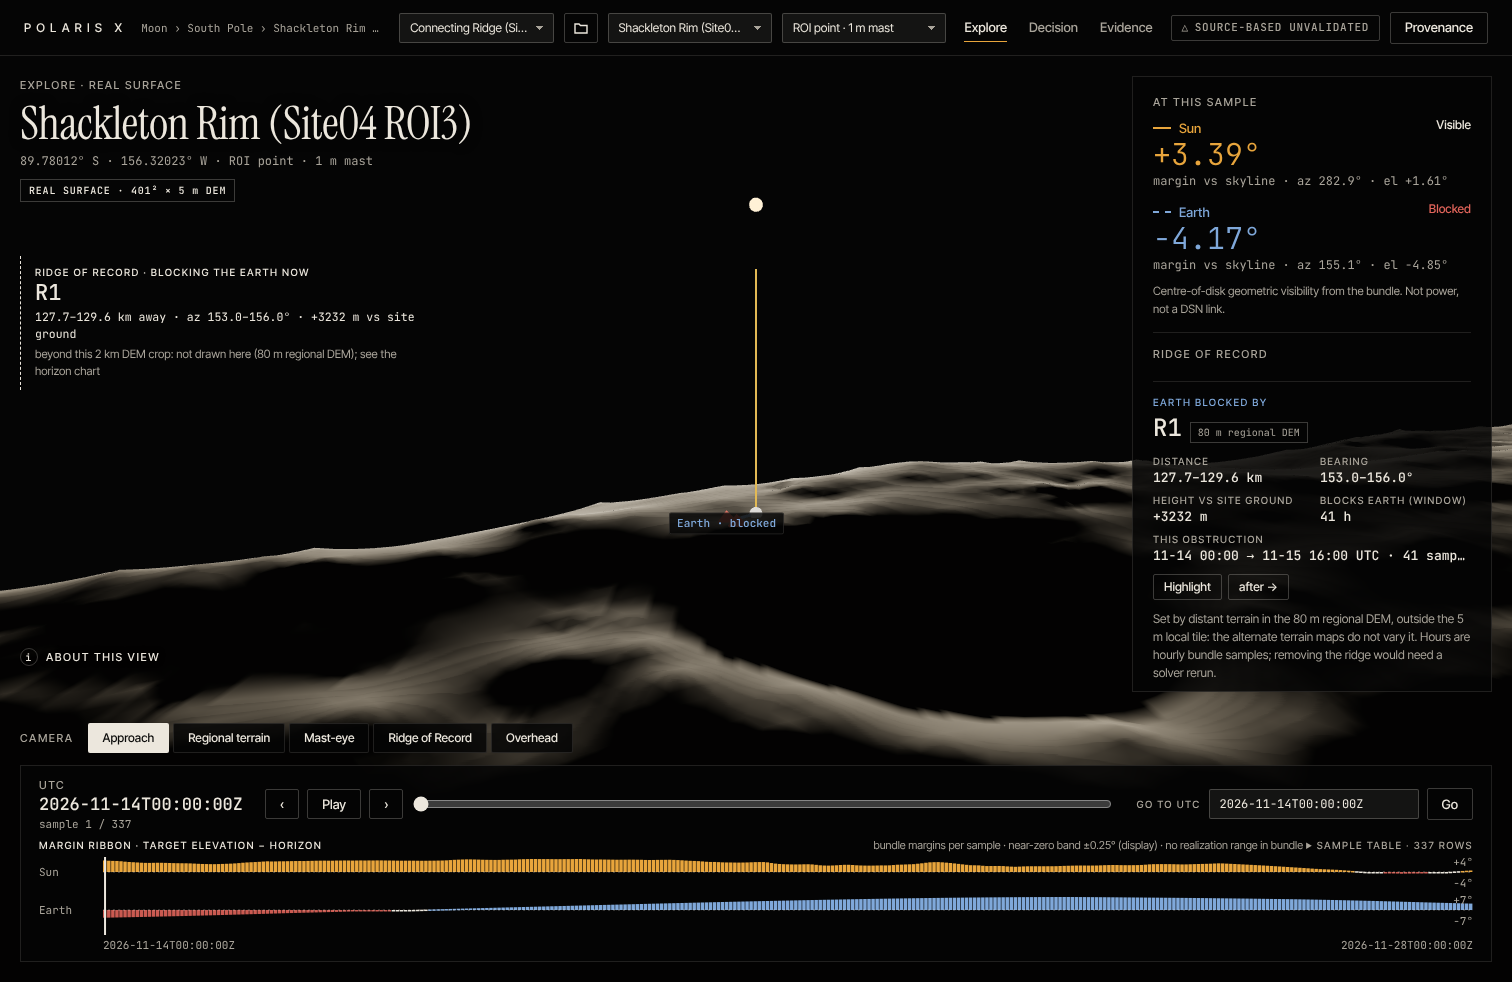 POLARIS X
Moon › South Pole › Shackleton Rim …
Connecting Ridge (Si…
Shackleton Rim (Site0…
ROI point · 1 m mast
Explore
Decision
Evidence
△ SOURCE-BASED UNVALIDATED
Provenance
EXPLORE · REAL SURFACE
Shackleton Rim (Site04 ROI3)
89.78012° S · 156.32023° W · ROI point · 1 m mast
REAL SURFACE · 401² × 5 m DEM
RIDGE OF RECORD · BLOCKING THE EARTH NOW
R1
127.7–129.6 km away · az 153.0–156.0° · +3232 m vs site
ground
beyond this 2 km DEM crop: not drawn here (80 m regional DEM); see the
horizon chart
Earth · blocked
AT THIS SAMPLE
Sun
Visible
+3.39°
margin vs skyline · az 282.9° · el +1.61°
Earth
Blocked
-4.17°
margin vs skyline · az 155.1° · el -4.85°
Centre-of-disk geometric visibility from the bundle. Not power,
not a DSN link.
RIDGE OF RECORD
EARTH BLOCKED BY
R1
80 m regional DEM
DISTANCE
BEARING
127.7–129.6 km
153.0–156.0°
HEIGHT VS SITE GROUND
BLOCKS EARTH (WINDOW)
+3232 m
41 h
THIS OBSTRUCTION
11-14 00:00 → 11-15 16:00 UTC · 41 samp…
Highlight
after →
Set by distant terrain in the 80 m regional DEM, outside the 5
m local tile: the alternate terrain maps do not vary it. Hours are
hourly bundle samples; removing the ridge would need a
solver rerun.
i ABOUT THIS VIEW
CAMERA
Approach
Regional terrain
Mast-eye
Ridge of Record
Overhead
UTC
2026-11-14T00:00:00Z
sample 1 / 337
‹
Play
›
GO TO UTC
2026-11-14T00:00:00Z
Go
MARGIN RIBBON · TARGET ELEVATION − HORIZON
bundle margins per sample · near-zero band ±0.25° (display) · no realization range in bundle
▸ SAMPLE TABLE · 337 ROWS
Sun
+4°
-4°
Earth
+7°
-7°
2026-11-14T00:00:00Z
2026-11-28T00:00:00Z